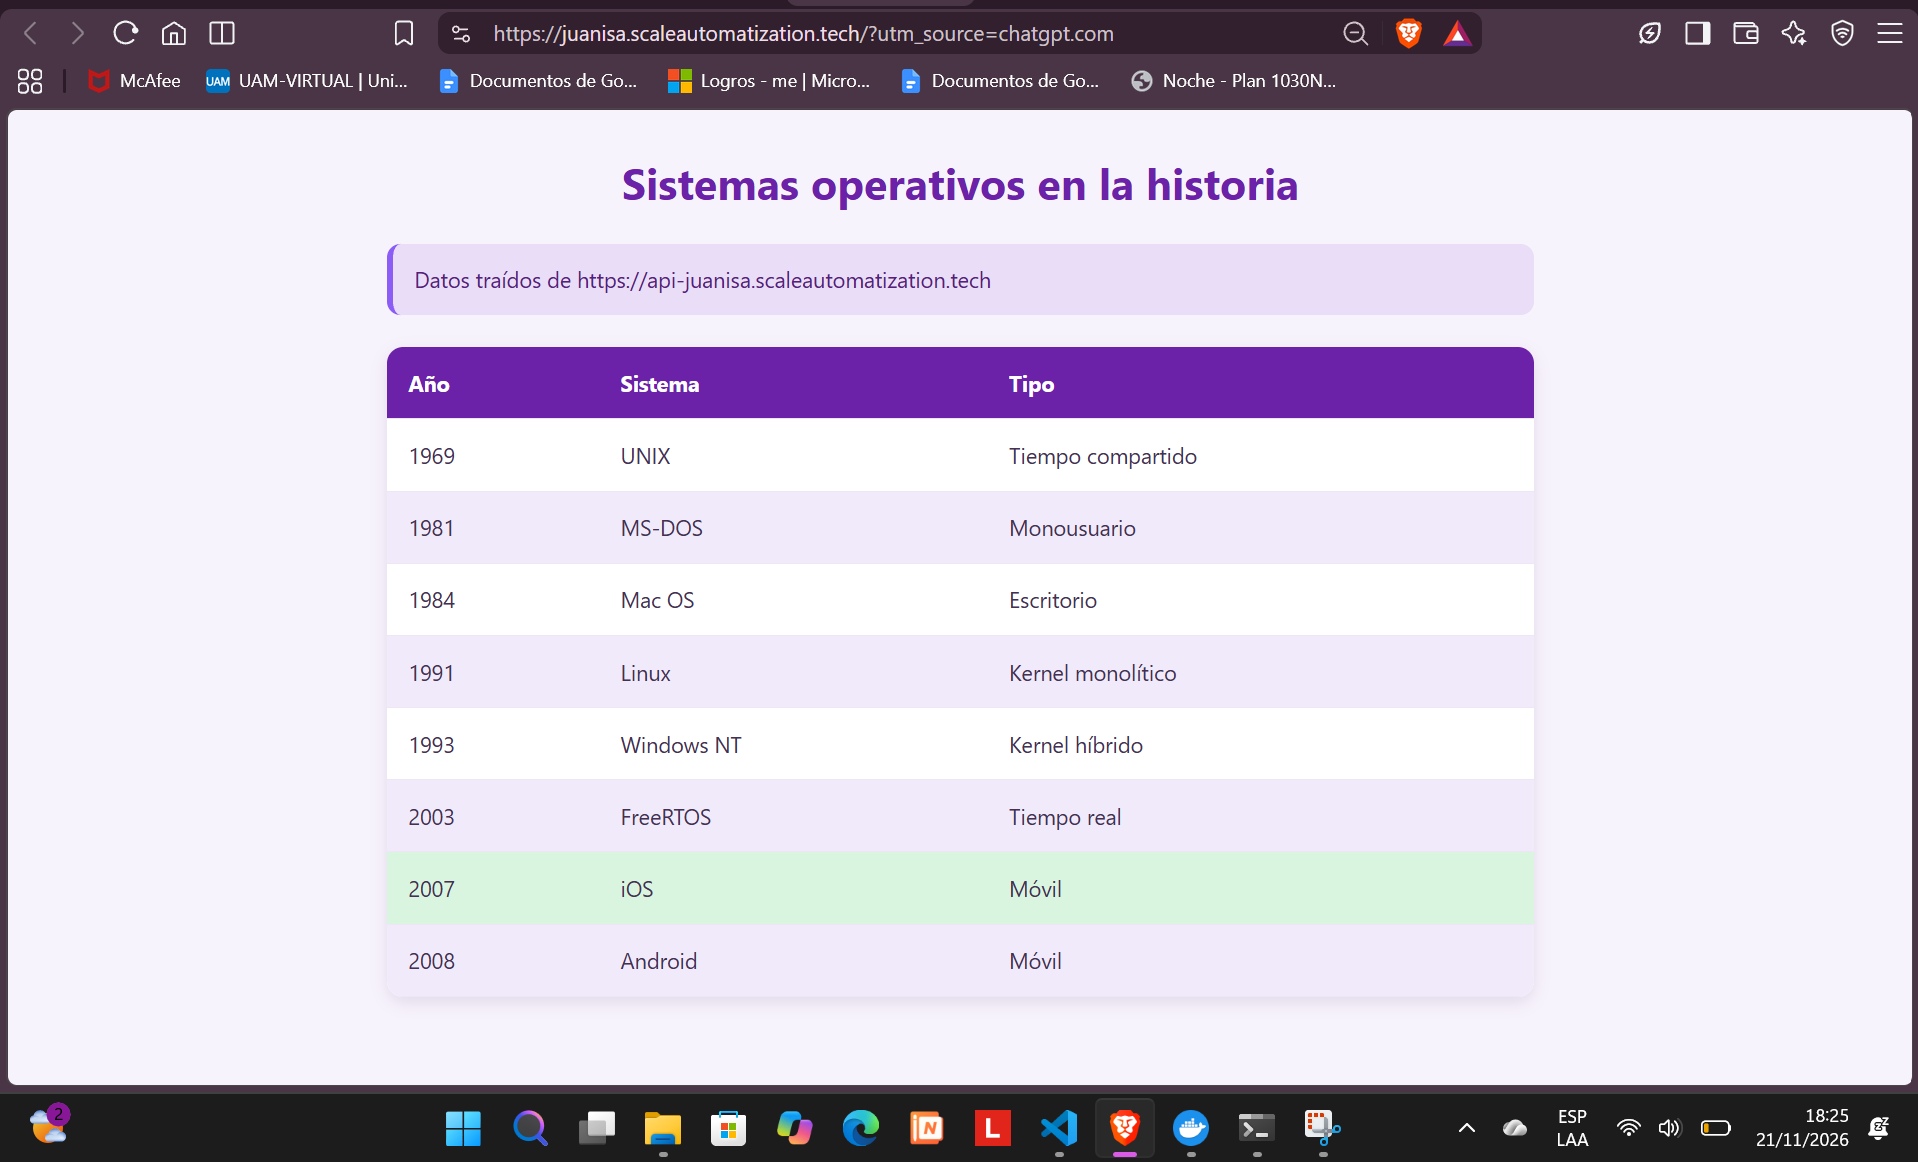 https://juanisa.scaleautomatization.tech/?utm_source=chatgpt.com
McAfee UAM UAM-VIRTUAL | Uni... Documentos de Go... Logros - me | Micro... Documentos de Go... Noche - Plan 1030N...
Sistemas operativos en la historia
Datos traídos de https://api-juanisa.scaleautomatization.tech
Año Sistema Tipo
1969 UNIX Tiempo compartido
1981 MS-DOS Monousuario
1984 Mac OS Escritorio
1991 Linux Kernel monolítico
1993 Windows NT Kernel híbrido
2003 FreeRTOS Tiempo real
2007 iOS Móvil
2008 Android Móvil
2 N L ESP 18:25
LAA 21/11/2026